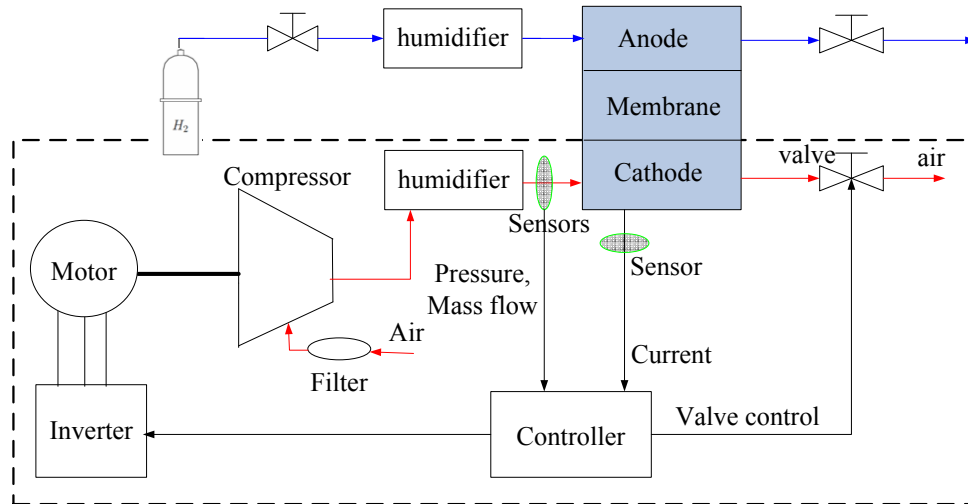 humidifier
Anode
Membrane
H2
Compressor
humidifier
Cathode
valve
air
Sensors
Motor
Pressure,
Mass flow
Sensor
Air
Filter
Current
Inverter
Controller
Valve control